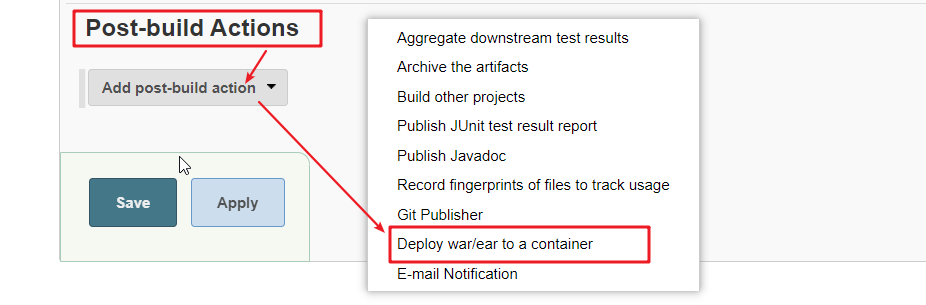 Post-build Actions
Add post-build action
Save
Apply
Aggregate downstream test results
Archive the artifacts
Build other projects
Publish JUnit test result report
Publish Javadoc
Record fingerprints of files to track usage
Git Publisher
Deploy war/ear to a container
E-mail Notification